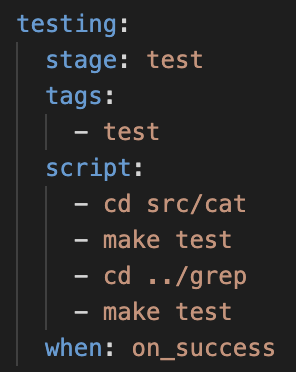 testing:
  stage: test
  tags:
    - test
  script:
    - cd src/cat
    - make test
    - cd ../grep
    - make test
  when: on_success